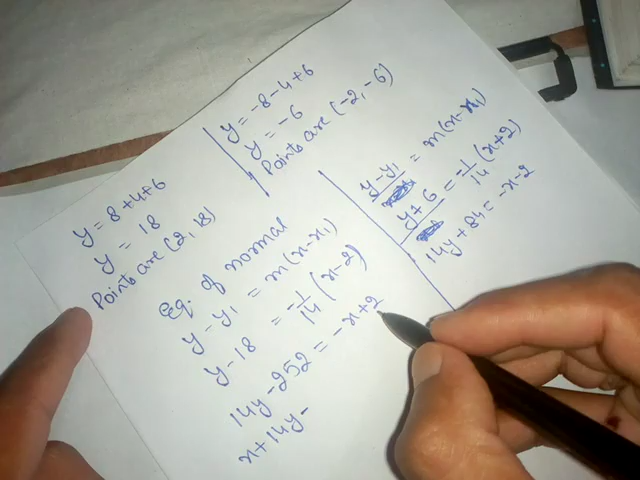 y = 8+4+6
y = 18
Points are (2, 18)
y = -8-4+6
y = -6
Points are (-2, -6)
Eq. of normal
y - y₁ = m(x-x₁)
y - 18 = -1/14 (x-2)
14y - 252 = -x+2
x+14y-
y-y₁ = m(x-x₁)
y+6 = -1/14 (x+2)
14y+84 = -x-2